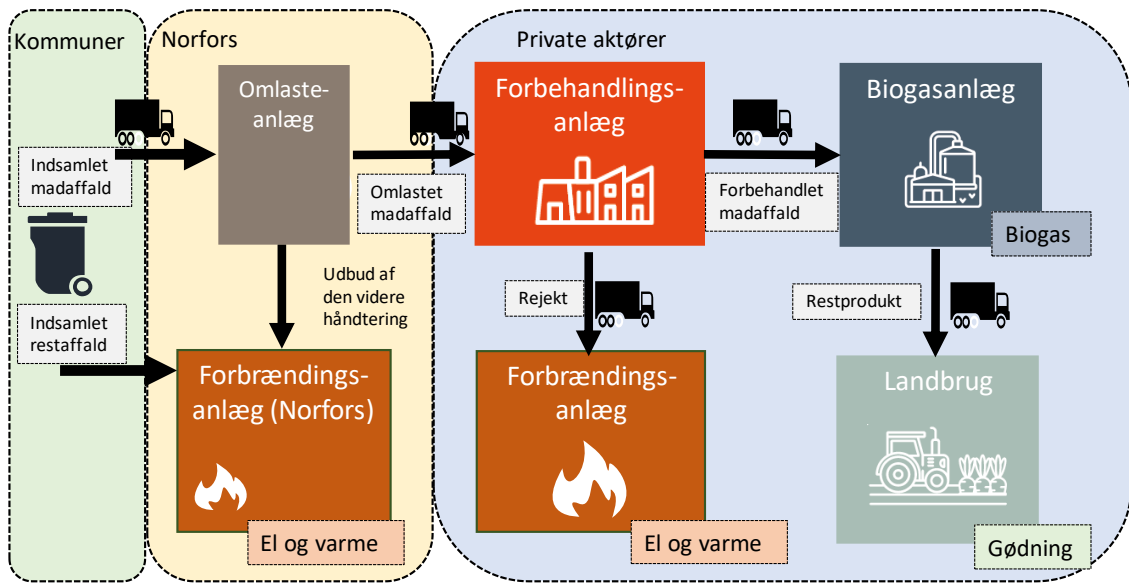 Kommuner
Norfors
Private aktører
Omlaste-
anlæg
Forbehandlings-
anlæg
Biogasanlæg
Indsamlet
madaffald
Omlastet
madaffald
Forbehandlet
madaffald
Biogas
Udbud af
den videre
håndtering
Rejekt
Restprodukt
Indsamlet
restaffald
Forbrændings-
anlæg (Norfors)
Forbrændings-
anlæg
Landbrug
El og varme
El og varme
Gødning